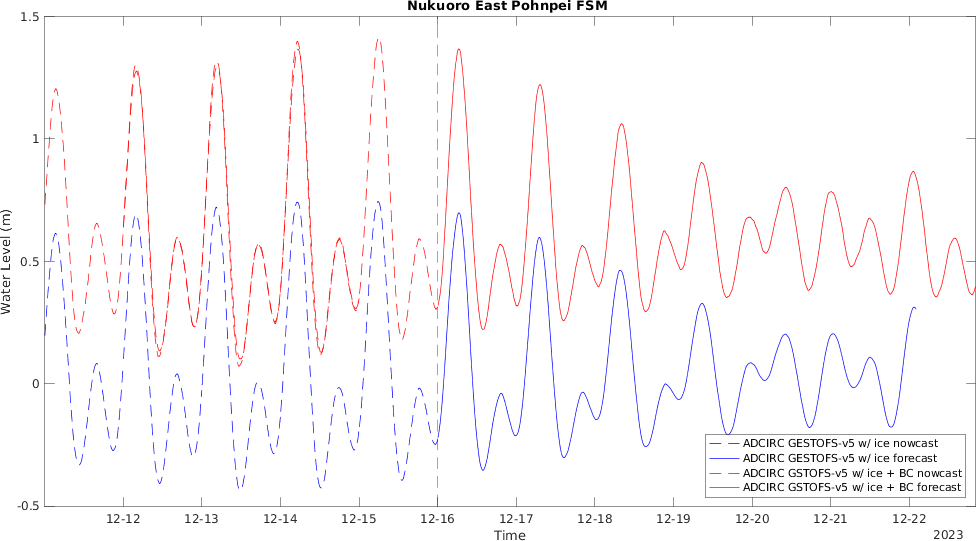 Nukuoro East Pohnpei FSM
1.5
1
0.5
0
-0.5
Water Level (m)
ADCIRC GESTOFS-v5 w/ ice nowcast
ADCIRC GESTOFS-v5 w/ ice forecast
ADCIRC GSTOFS-v5 w/ ice + BC nowcast
ADCIRC GSTOFS-v5 w/ ice + BC forecast
12-12 12-13 12-14 12-15 12-16 12-17 12-18 12-19 12-20 12-21 12-22
Time
2023